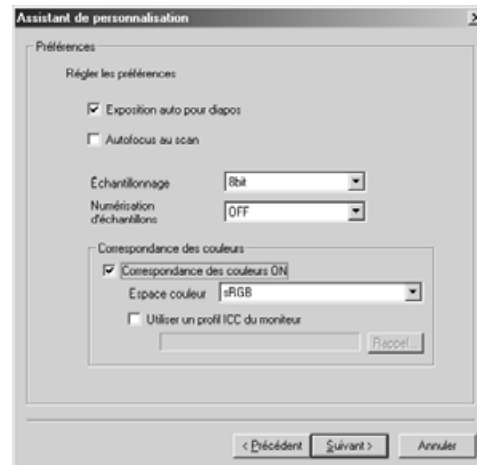 Assistant de personnalisation
Préférences
Régler les préférences
Exposition auto pour diapos
Autofocus au scan
Échantillonnage 8bit
Numérisation
d'échantillons OFF
Correspondance des couleurs
Correspondance des couleurs ON
Espace couleur sRGB
Utiliser un profil ICC du moniteur
Rappel...
< Précédent Suivant > Annuler